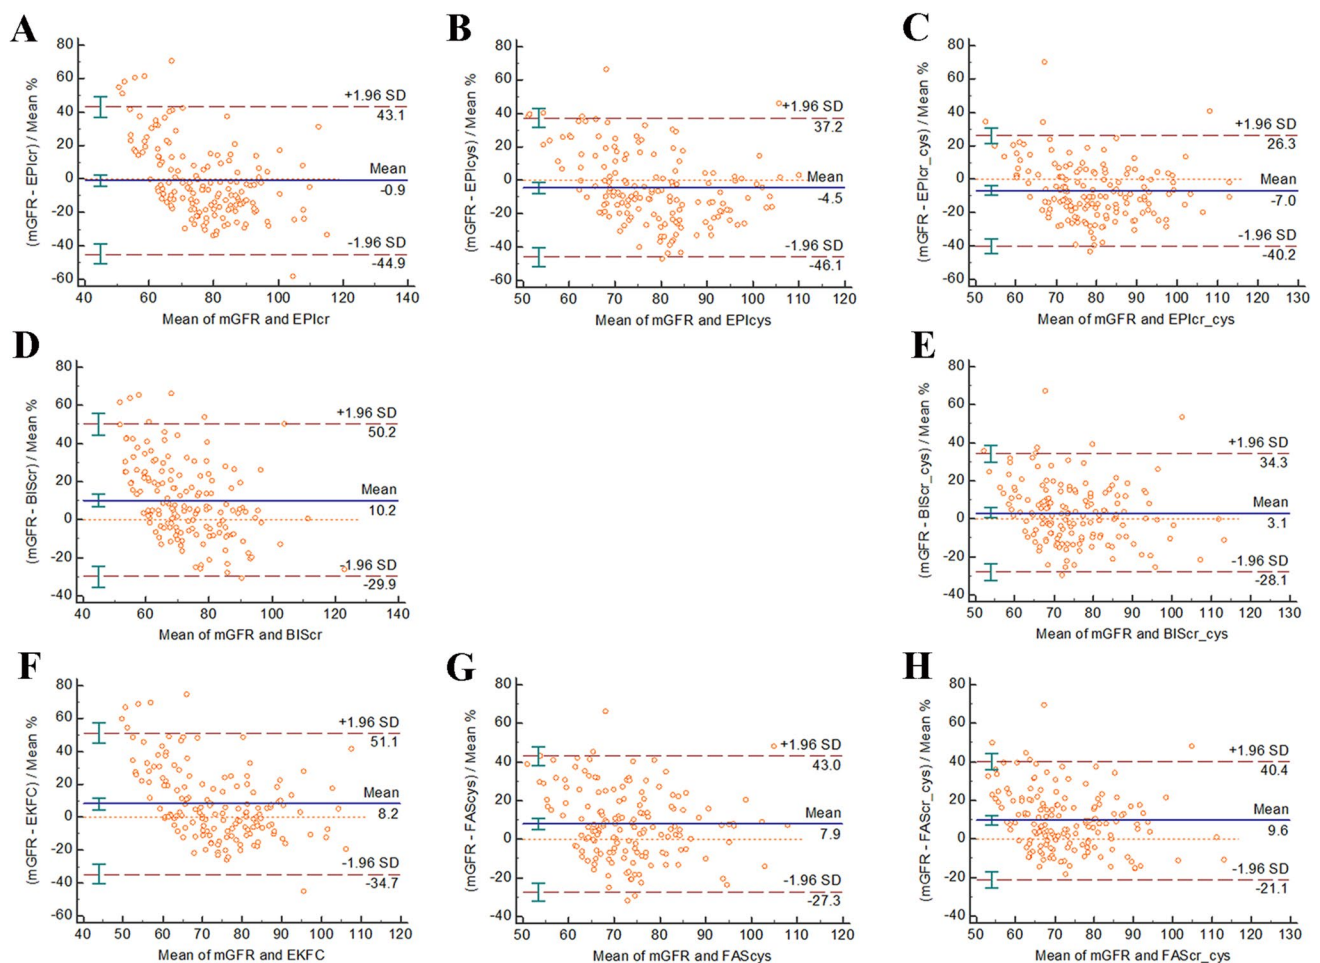 A
80
60
40
20
0
-20
-40
-60
(mGFR - EPIcr) / Mean %
+1.96 SD
43.1
Mean
-0.9
-1.96 SD
-44.9
40 60 80 100 120 140
Mean of mGFR and EPIcr
B
80
60
40
20
0
-20
-40
-60
(mGFR - EPIcys) / Mean %
+1.96 SD
37.2
Mean
-4.5
-1.96 SD
-46.1
50 60 70 80 90 100 110 120
Mean of mGFR and EPIcys
C
80
60
40
20
0
-20
-40
-60
(mGFR - EPIcr_cys) / Mean %
+1.96 SD
26.3
Mean
-7.0
-1.96 SD
-40.2
50 60 70 80 90 100 110 120 130
Mean of mGFR and EPIcr_cys
D
80
60
40
20
0
-20
-40
(mGFR - BIScr) / Mean %
+1.96 SD
50.2
Mean
10.2
-1.96 SD
-29.9
40 60 80 100 120 140
Mean of mGFR and BIScr
E
80
60
40
20
0
-20
-40
(mGFR - BIScr_cys) / Mean %
+1.96 SD
34.3
Mean
3.1
-1.96 SD
-28.1
50 60 70 80 90 100 110 120 130
Mean of mGFR and BIScr_cys
F
80
60
40
20
0
-20
-40
-60
(mGFR - EKFC) / Mean %
+1.96 SD
51.1
Mean
8.2
-1.96 SD
-34.7
40 50 60 70 80 90 100 110 120
Mean of mGFR and EKFC
G
80
60
40
20
0
-20
-40
(mGFR - FAScys) / Mean %
+1.96 SD
43.0
Mean
7.9
-1.96 SD
-27.3
50 60 70 80 90 100 110 120
Mean of mGFR and FAScys
H
80
60
40
20
0
-20
-40
(mGFR - FAScr_cys) / Mean %
+1.96 SD
40.4
Mean
9.6
-1.96 SD
-21.1
50 60 70 80 90 100 110 120 130
Mean of mGFR and FAScr_cys